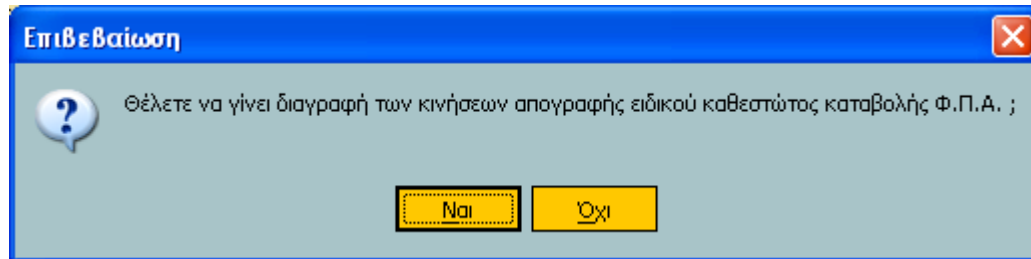 Επιβεβαίωση
Θέλετε να γίνει διαγραφή των κινήσεων απογραφής ειδικού καθεστώτος καταβολής Φ.Π.Α. ;
Ναι Όχι